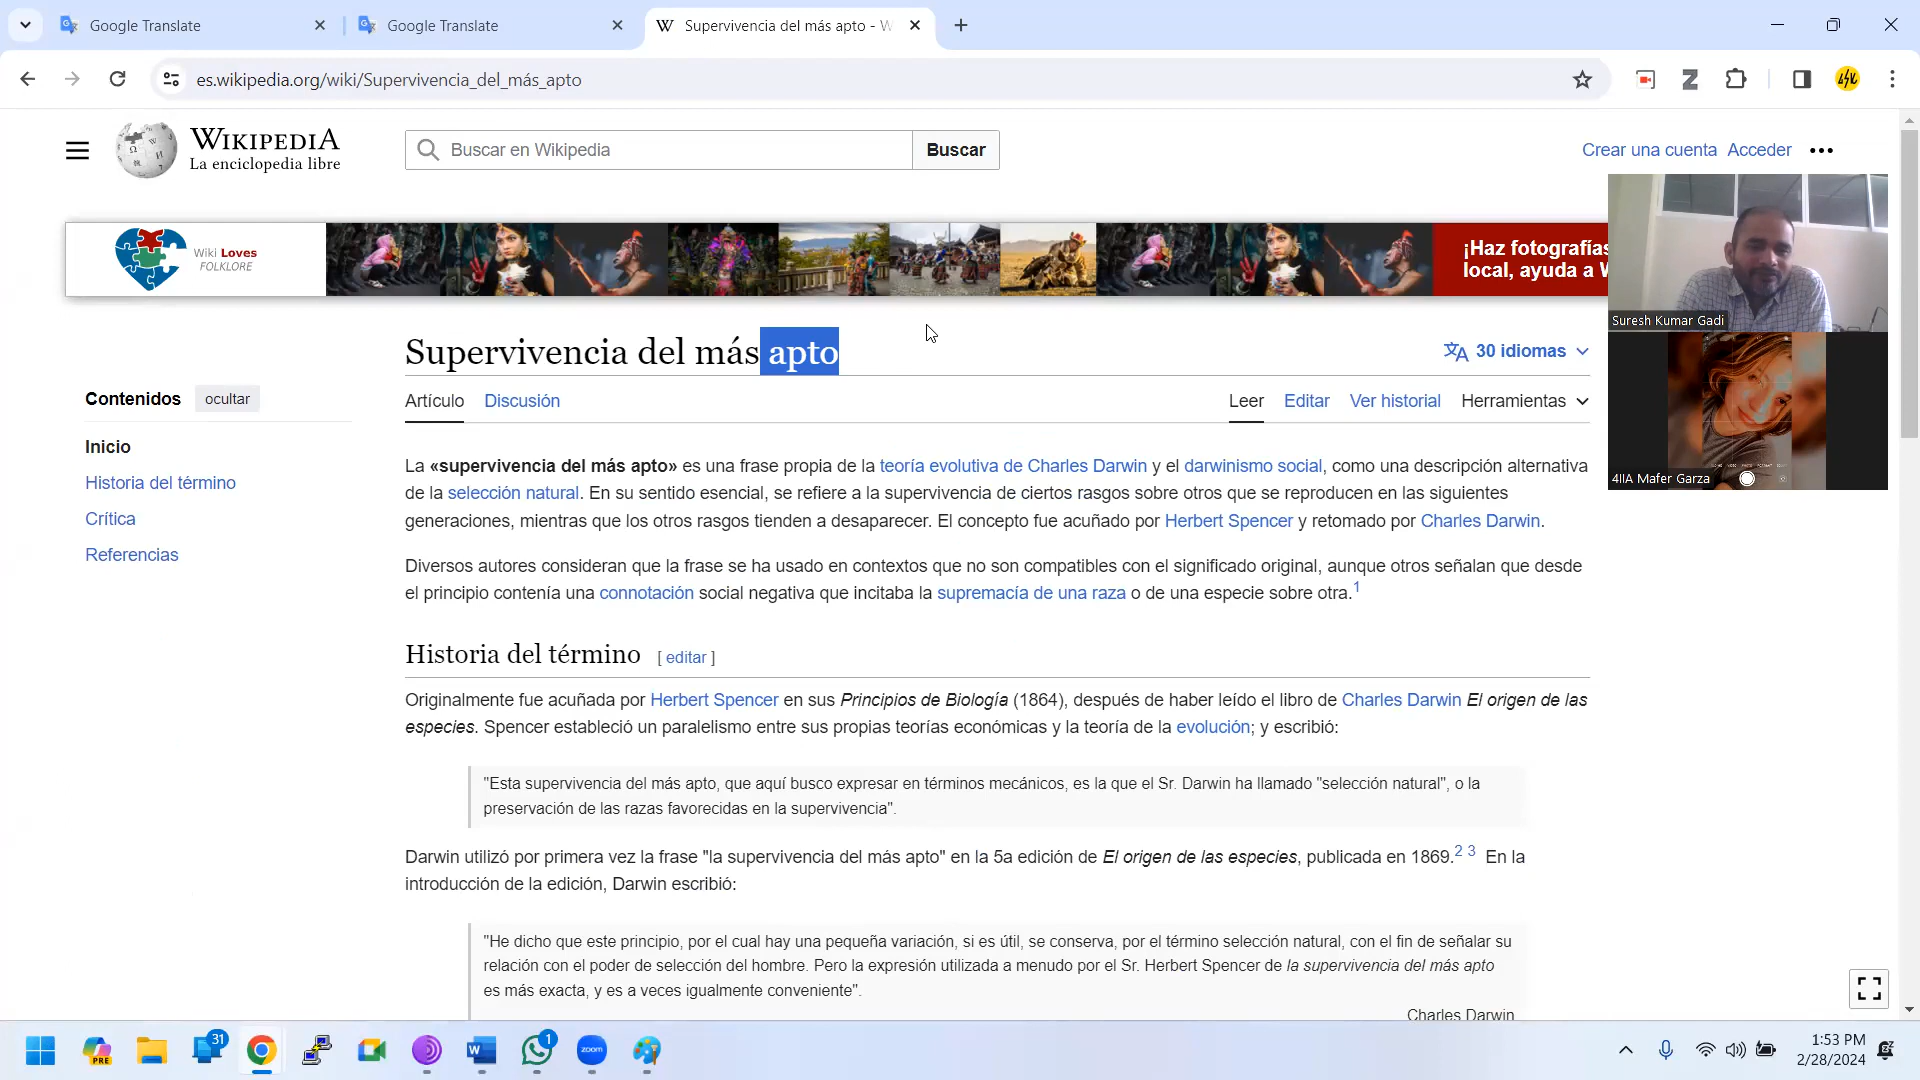 Google Translate
Google Translate
Supervivencia del más apto - W
es.wikipedia.org/wiki/Supervivencia_del_más_apto
WIKIPEDIA
La enciclopedia libre
Buscar en Wikipedia
Buscar
Crear una cuenta Acceder
Wiki Loves
FOLKLORE
¡Haz fotografías
local, ayuda a W
Suresh Kumar Gadi
4IIA Mafer Garza
Supervivencia del más apto
30 idiomas
Contenidos ocultar
Inicio
Historia del término
Crítica
Referencias
Artículo Discusión
Leer Editar Ver historial Herramientas
La «supervivencia del más apto» es una frase propia de la teoría evolutiva de Charles Darwin y el darwinismo social, como una descripción alternativa
de la selección natural. En su sentido esencial, se refiere a la supervivencia de ciertos rasgos sobre otros que se reproducen en las siguientes
generaciones, mientras que los otros rasgos tienden a desaparecer. El concepto fue acuñado por Herbert Spencer y retomado por Charles Darwin.
Diversos autores consideran que la frase se ha usado en contextos que no son compatibles con el significado original, aunque otros señalan que desde
el principio contenía una connotación social negativa que incitaba la supremacía de una raza o de una especie sobre otra.1
Historia del término [ editar ]
Originalmente fue acuñada por Herbert Spencer en sus Principios de Biología (1864), después de haber leído el libro de Charles Darwin El origen de las
especies. Spencer estableció un paralelismo entre sus propias teorías económicas y la teoría de la evolución; y escribió:
"Esta supervivencia del más apto, que aquí busco expresar en términos mecánicos, es la que el Sr. Darwin ha llamado "selección natural", o la
preservación de las razas favorecidas en la supervivencia".
Darwin utilizó por primera vez la frase "la supervivencia del más apto" en la 5a edición de El origen de las especies, publicada en 1869.2 3 En la
introducción de la edición, Darwin escribió:
"He dicho que este principio, por el cual hay una pequeña variación, si es útil, se conserva, por el término selección natural, con el fin de señalar su
relación con el poder de selección del hombre. Pero la expresión utilizada a menudo por el Sr. Herbert Spencer de la supervivencia del más apto
es más exacta, y es a veces igualmente conveniente".
Charles Darwin
PRE
31
1
zoom
1:53 PM
2/28/2024